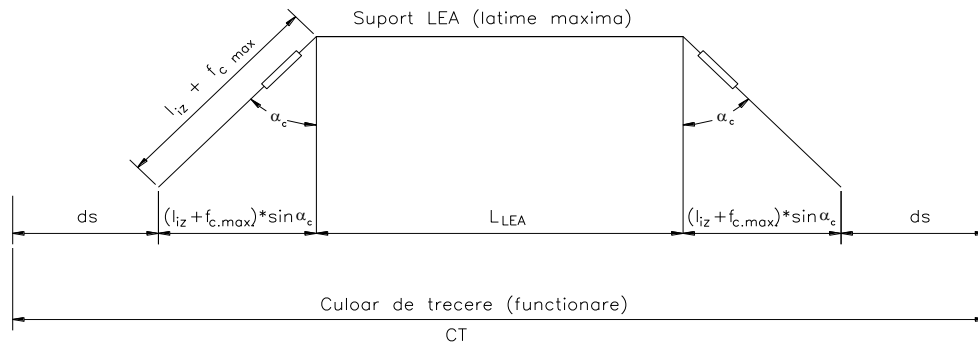 Suport LEA (latime maxima)
l_iz + f_c max
α_c
α_c
ds
(l_iz+f_c.max)*sinα_c
L_LEA
(l_iz+f_c.max)*sinα_c
ds
Culoar de trecere (functionare)
CT